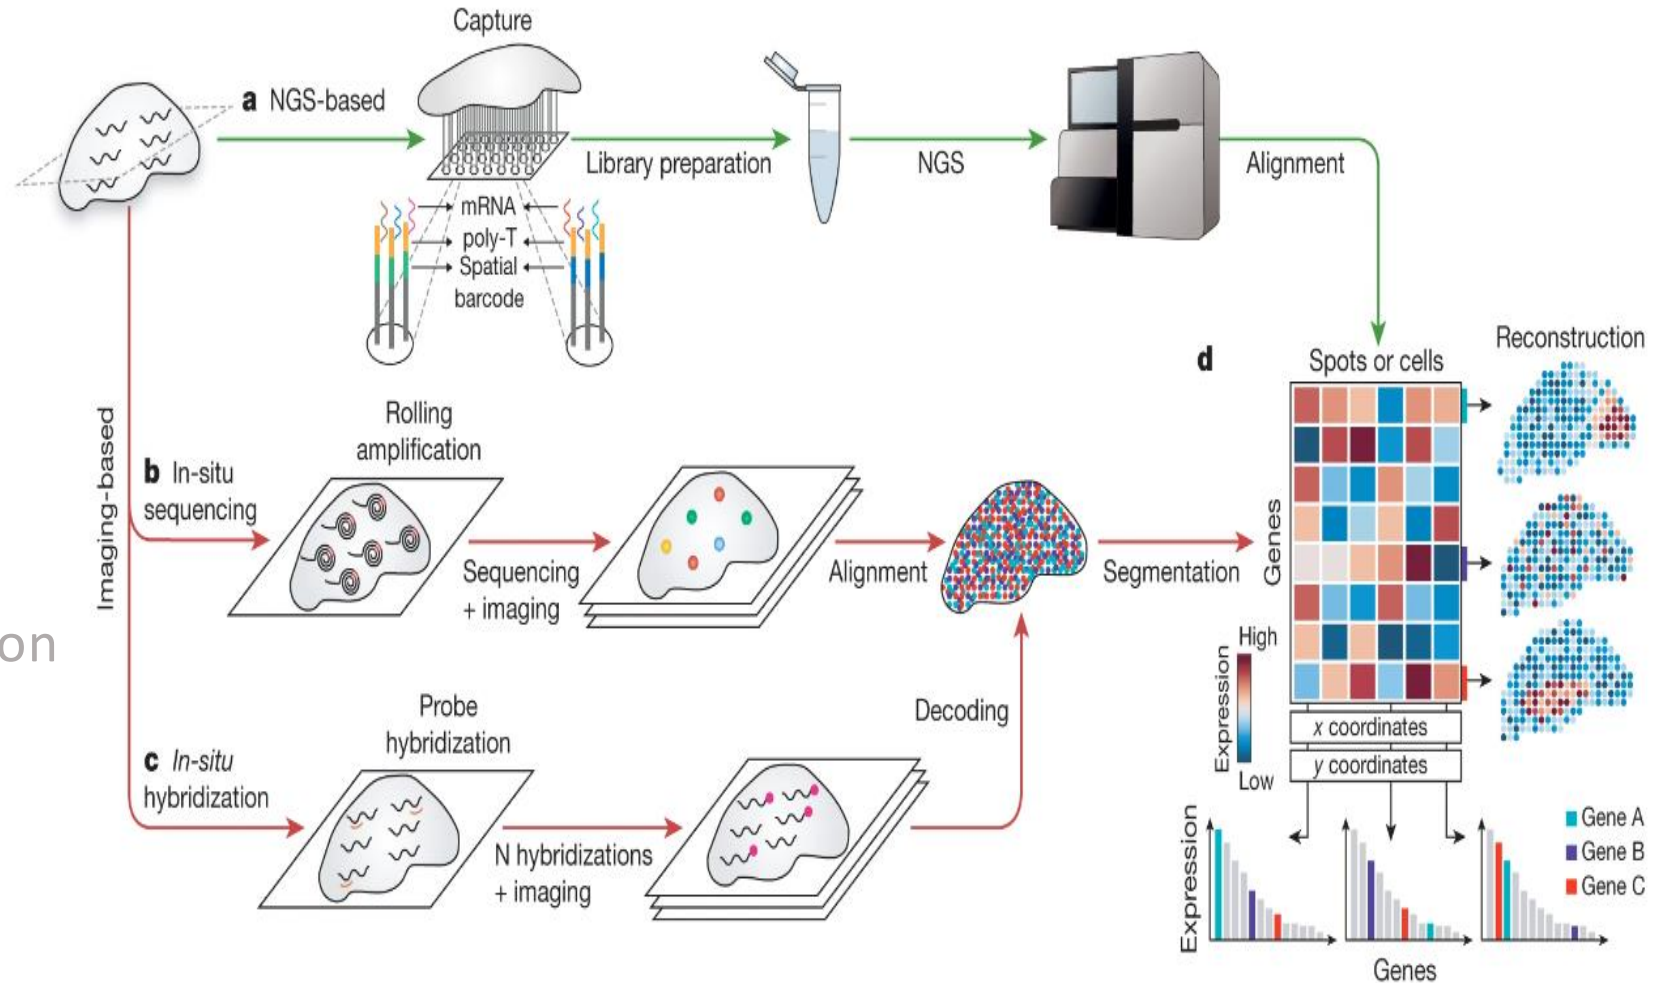 Capture
a NGS-based
Library preparation
NGS
Alignment
mRNA
poly-T
Spatial
barcode
Imaging-based
b In-situ
sequencing
Rolling
amplification
Sequencing
+ imaging
Alignment
Segmentation
on
c In-situ
hybridization
Probe
hybridization
N hybridizations
+ imaging
Decoding
d
Spots or cells
Reconstruction
Genes
High
Expression
Low
x coordinates
y coordinates
Expression
Genes
Gene A
Gene B
Gene C